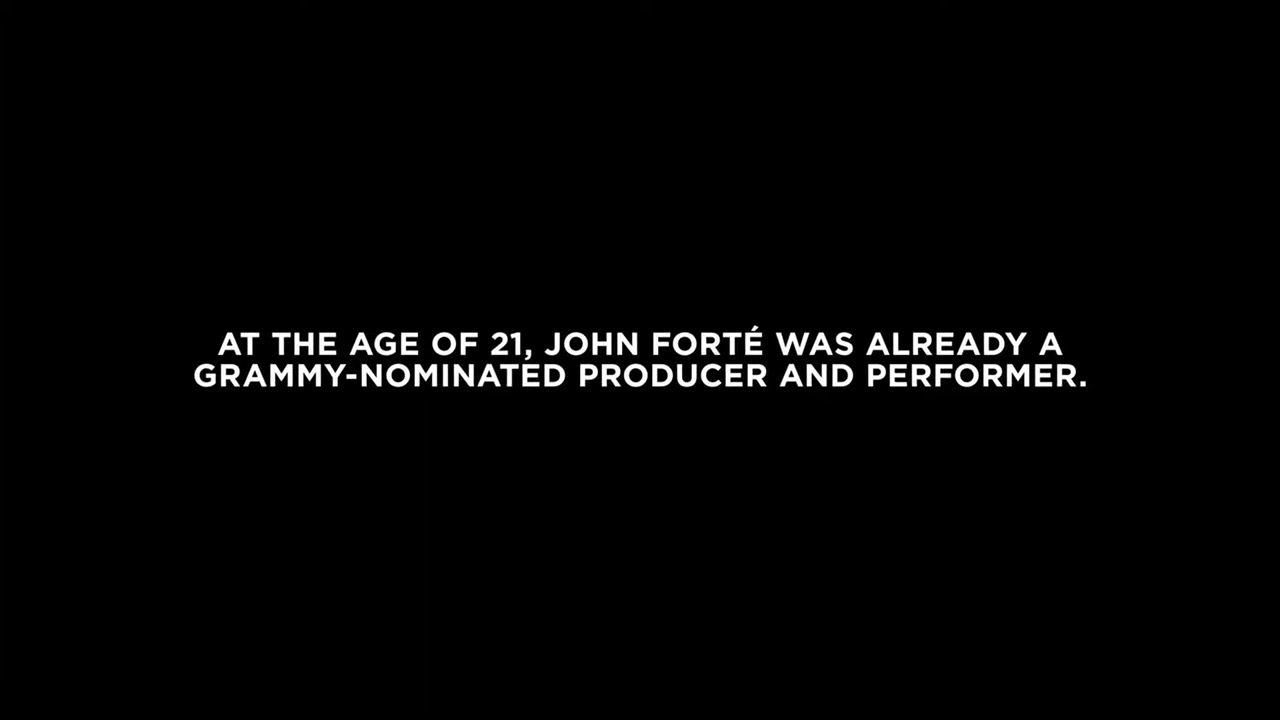 AT THE AGE OF 21, JOHN FORTÉ WAS ALREADY A
GRAMMY-NOMINATED PRODUCER AND PERFORMER.